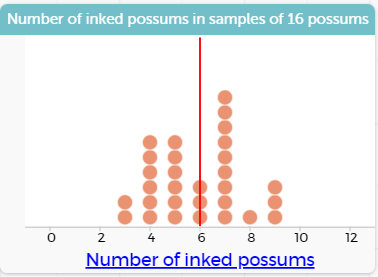 Number of inked possums in samples of 16 possums
0 2 4 6 8 10 12
Number of inked possums